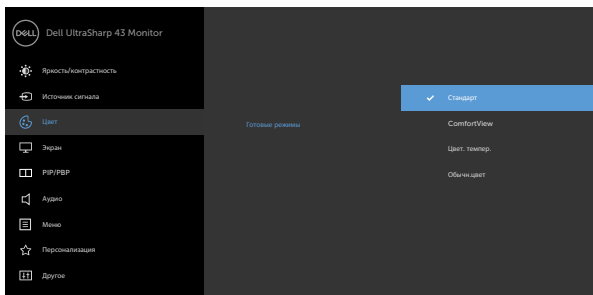 DELL
Dell UltraSharp 43 Monitor
Яркость/контрастность
Источник сигнала
Цвет
Экран
PIP/PBP
Аудио
Меню
Персонализация
Другое
Готовые режимы
Стандарт
ComfortView
Цвет. темпер.
Обычн.цвет